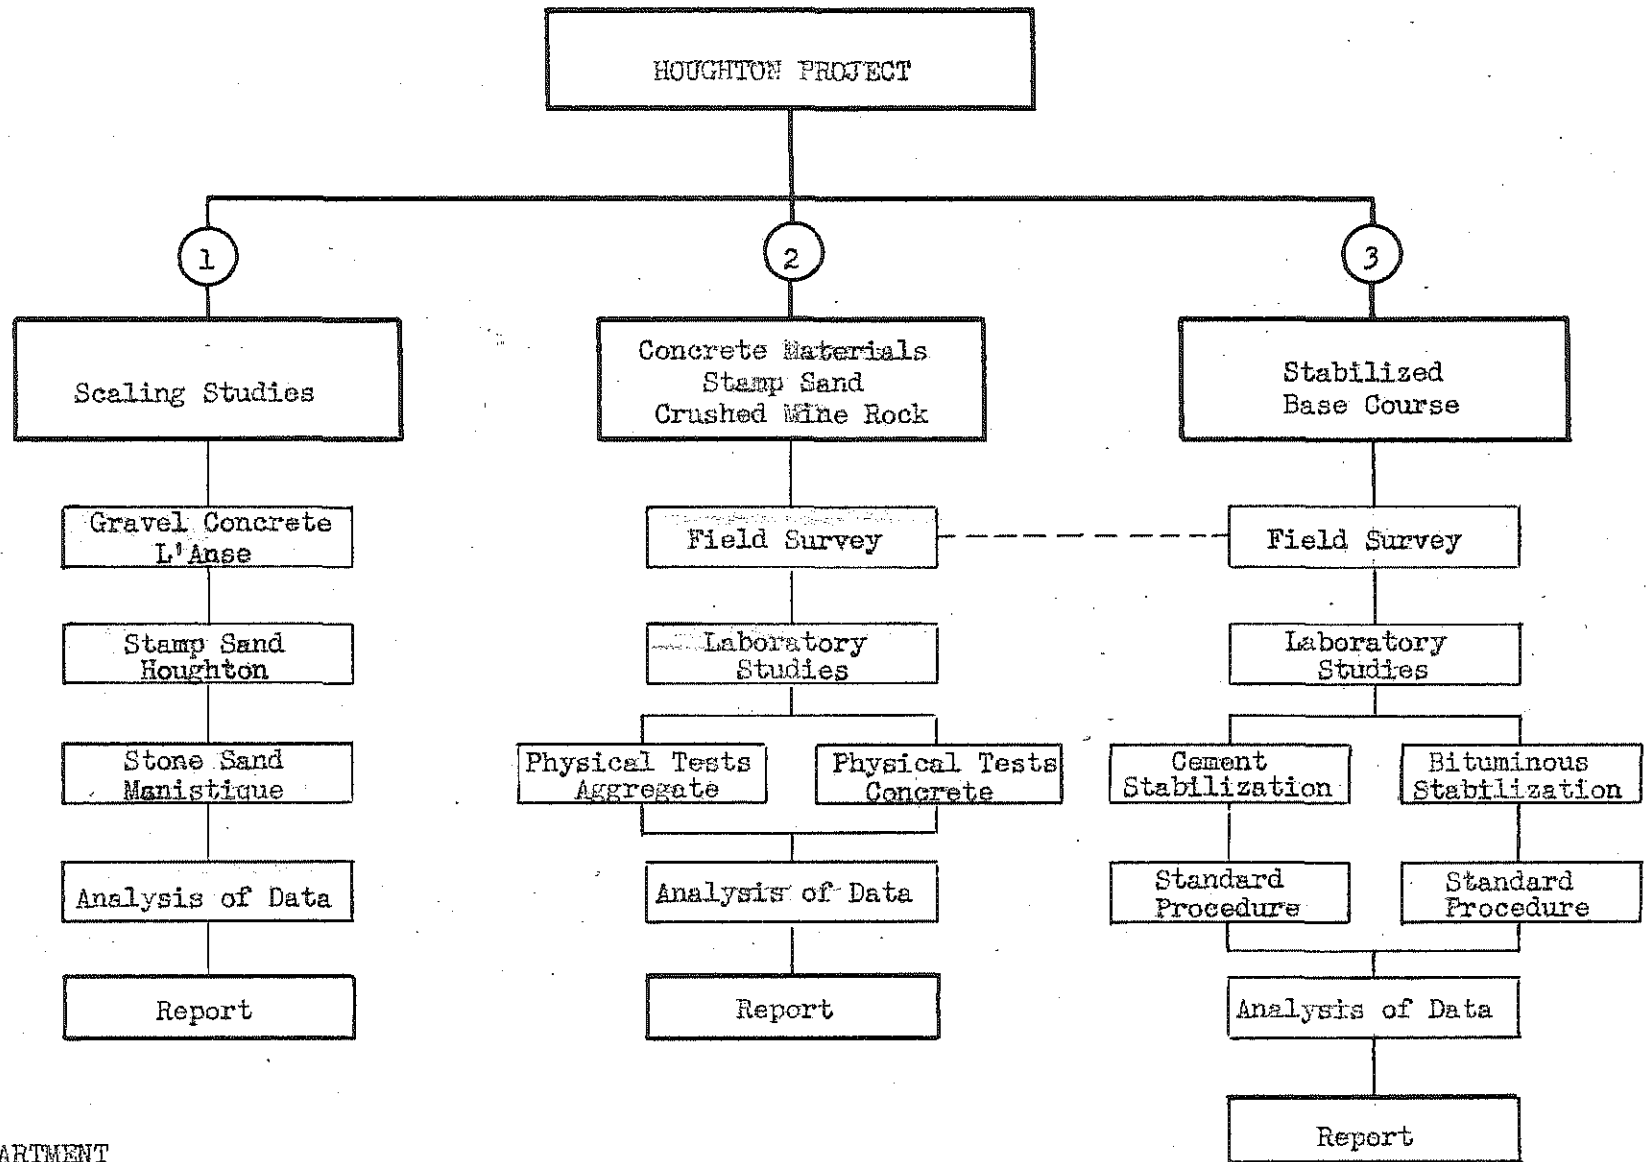 HOUGHTON PROJECT
1
2
3
Scaling Studies
Concrete Materials
Stamp Sand
Crushed Mine Rock
Stabilized
Base Course
Gravel Concrete
L'Anse
Field Survey
Field Survey
Stamp Sand
Houghton
Laboratory
Studies
Laboratory
Studies
Stone Sand
Manistique
Physical Tests
Aggregate
Physical Tests
Concrete
Cement
Stabilization
Bituminous
Stabilization
Analysis of Data
Analysis of Data
Standard
Procedure
Standard
Procedure
Report
Report
Analysis of Data
Report
ARTMENT